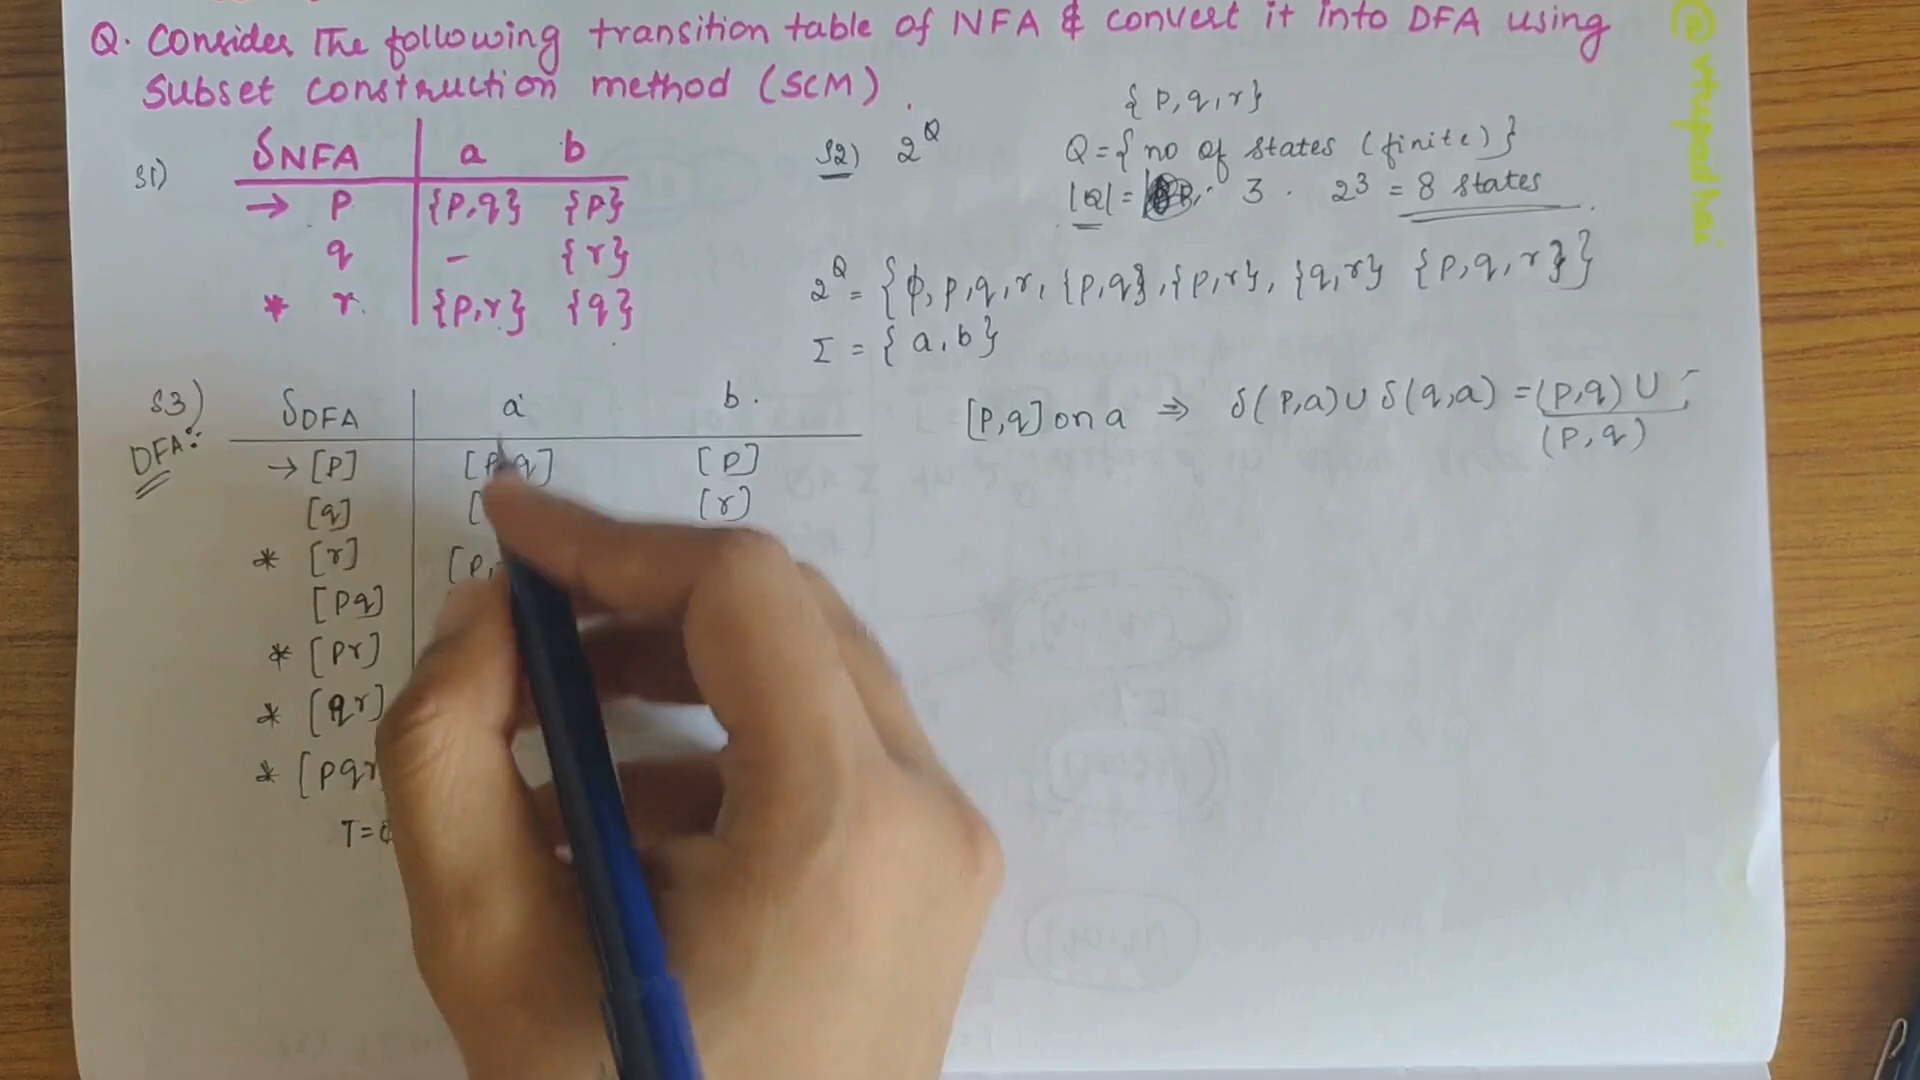 Q. Consider The following transition table of NFA & convert it into DFA using
Subset construction method (SCM).
S1)
δNFA a b
→ p {p,q} {p}
q - {r}
* r {p,r} {q}
S2) 2^Q
{p,q,r}
Q = {no of states (finite)}
|Q| = 3. 2^3 = 8 states
2^Q = {ϕ, p, q, r, {p,q}, {p,r}, {q,r} {p,q,r}}
Σ = {a,b}
S3)
DFA:
δDFA a b.
→ [p] [p,q] [p]
[q] [ [r]
* [r] [p,
[pq]
* [pr]
* [qr]
* [pqr
T=
[p,q] on a ⇒ δ(p,a) ∪ δ(q,a) = (p,q) ∪ -
(p,q)
@vtupadhai